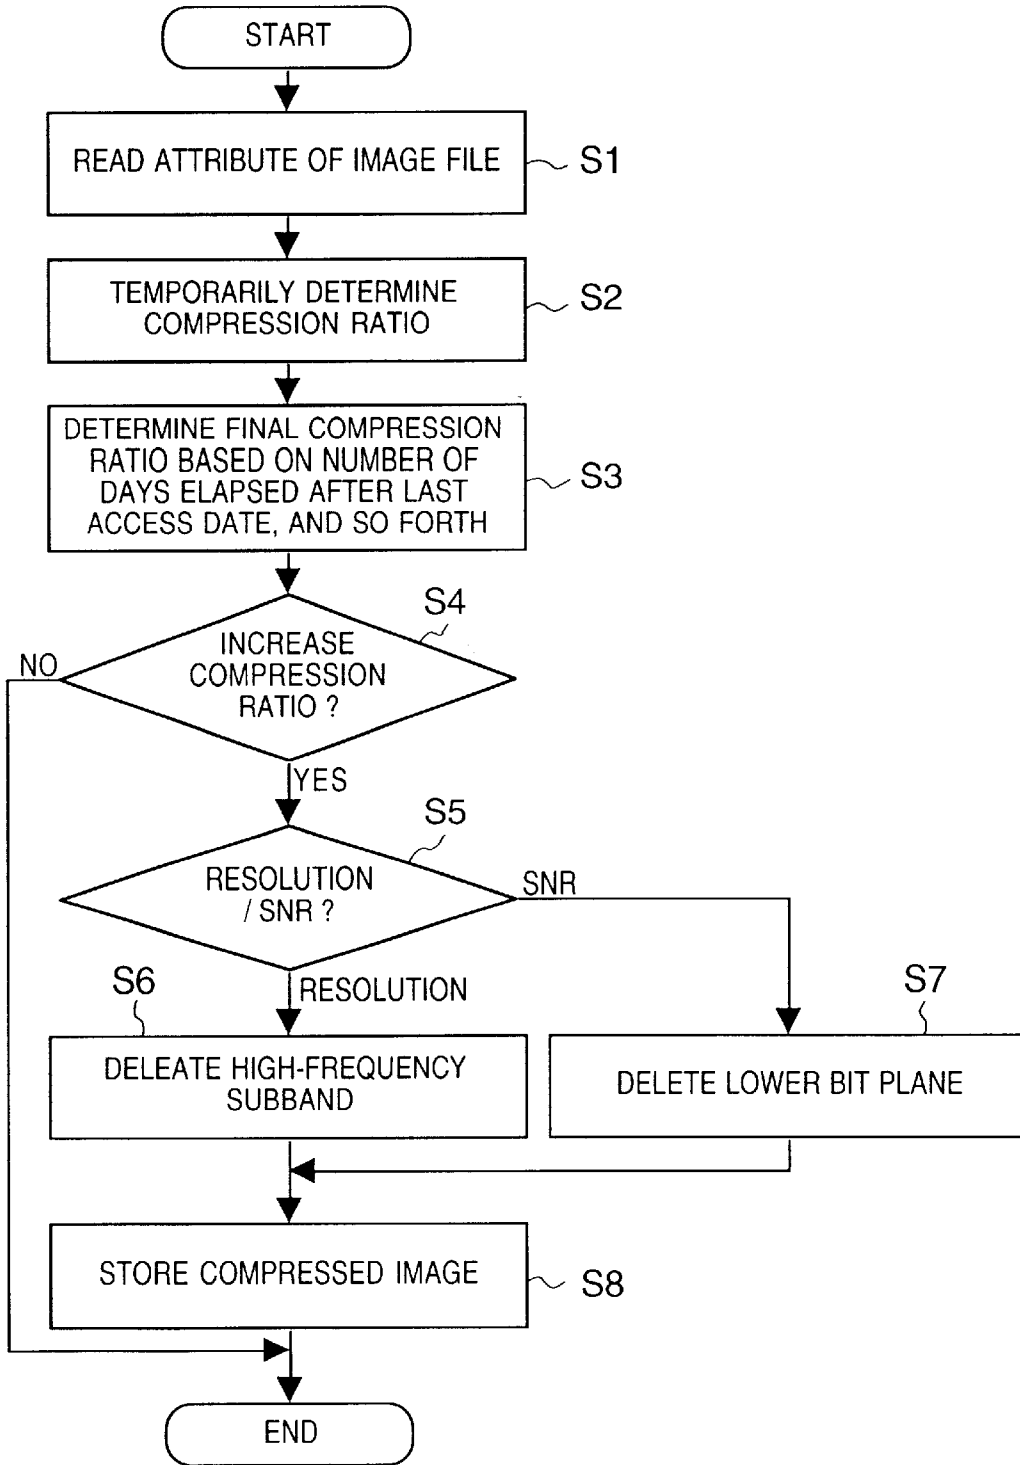 START
READ ATTRIBUTE OF IMAGE FILE
S1
TEMPORARILY DETERMINE
COMPRESSION RATIO
S2
DETERMINE FINAL COMPRESSION
RATIO BASED ON NUMBER OF
DAYS ELAPSED AFTER LAST
ACCESS DATE, AND SO FORTH
S3
S4
INCREASE
COMPRESSION
RATIO ?
NO
YES
S5
RESOLUTION
/ SNR ?
SNR
RESOLUTION
S6
DELEATE HIGH-FREQUENCY
SUBBAND
S7
DELETE LOWER BIT PLANE
STORE COMPRESSED IMAGE
S8
END